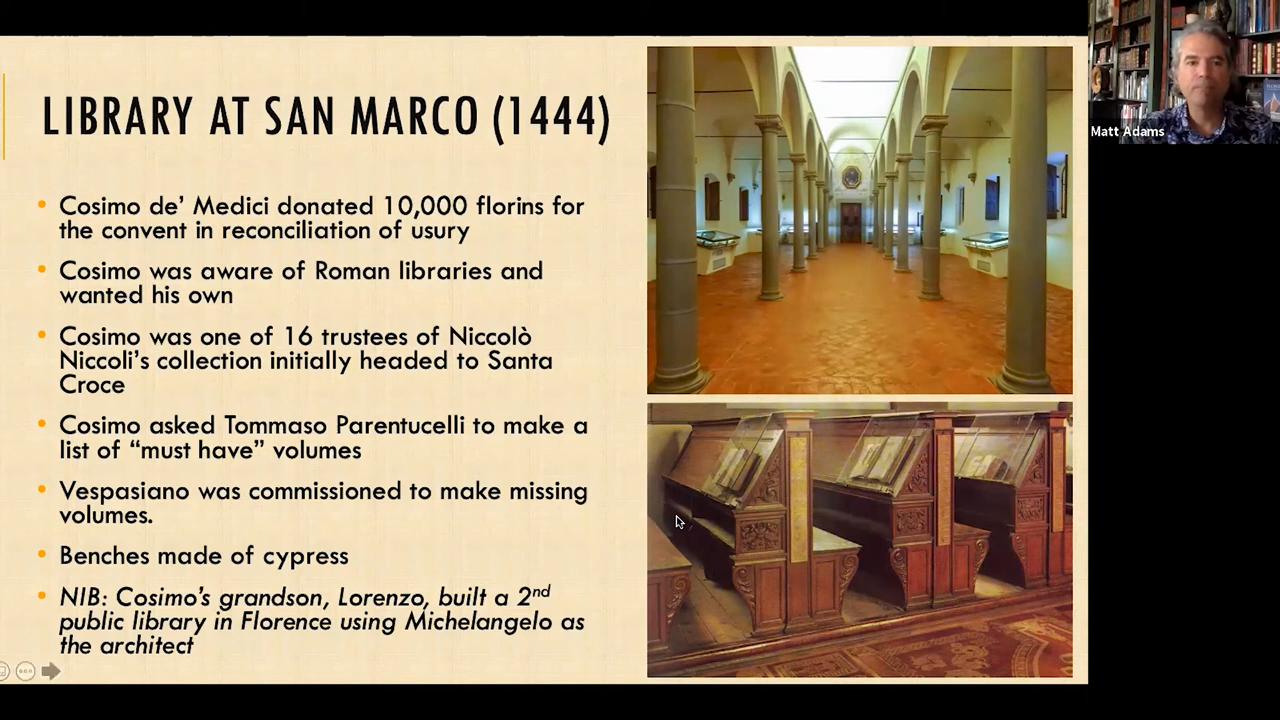 LIBRARY AT SAN MARCO (1444)
• Cosimo de’ Medici donated 10,000 florins for
the convent in reconciliation of usury
• Cosimo was aware of Roman libraries and
wanted his own
• Cosimo was one of 16 trustees of Niccolò
Niccoli’s collection initially headed to Santa
Croce
• Cosimo asked Tommaso Parentucelli to make a
list of “must have” volumes
• Vespasiano was commissioned to make missing
volumes.
• Benches made of cypress
• NIB: Cosimo’s grandson, Lorenzo, built a 2nd
public library in Florence using Michelangelo as
the architect
Matt Adams